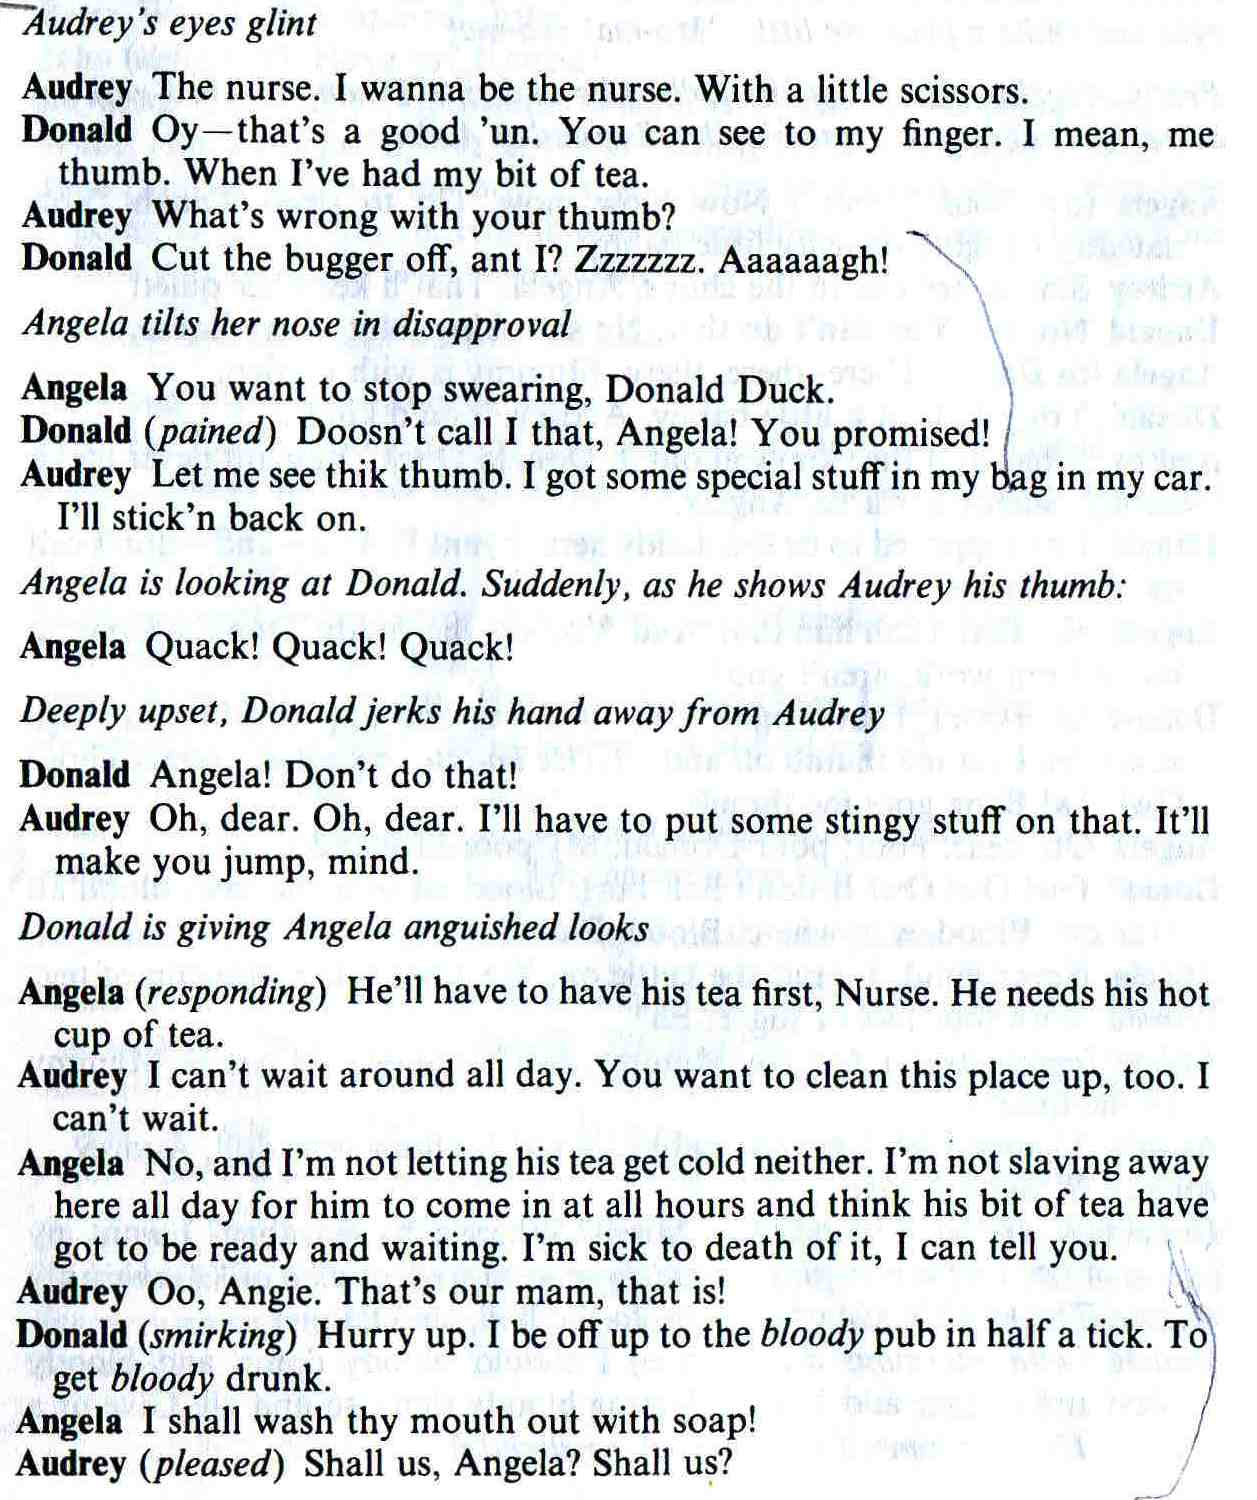 Audrey's eyes glint
Audrey The nurse. I wanna be the nurse. With a little scissors.
Donald Oy—that's a good 'un. You can see to my finger. I mean, me
thumb. When I've had my bit of tea.
Audrey What's wrong with your thumb?
Donald Cut the bugger off, ant I? Zzzzzzz. Aaaaaagh!
Angela tilts her nose in disapproval
Angela You want to stop swearing, Donald Duck.
Donald (pained) Doosn't call I that, Angela! You promised!
Audrey Let me see thik thumb. I got some special stuff in my bag in my car.
I'll stick'n back on.
Angela is looking at Donald. Suddenly, as he shows Audrey his thumb:
Angela Quack! Quack! Quack!
Deeply upset, Donald jerks his hand away from Audrey
Donald Angela! Don't do that!
Audrey Oh, dear. Oh, dear. I'll have to put some stingy stuff on that. It'll
make you jump, mind.
Donald is giving Angela anguished looks
Angela (responding) He'll have to have his tea first, Nurse. He needs his hot
cup of tea.
Audrey I can't wait around all day. You want to clean this place up, too. I
can't wait.
Angela No, and I'm not letting his tea get cold neither. I'm not slaving away
here all day for him to come in at all hours and think his bit of tea have
got to be ready and waiting. I'm sick to death of it, I can tell you.
Audrey Oo, Angie. That's our mam, that is!
Donald (smirking) Hurry up. I be off up to the bloody pub in half a tick. To
get bloody drunk.
Angela I shall wash thy mouth out with soap!
Audrey (pleased) Shall us, Angela? Shall us?